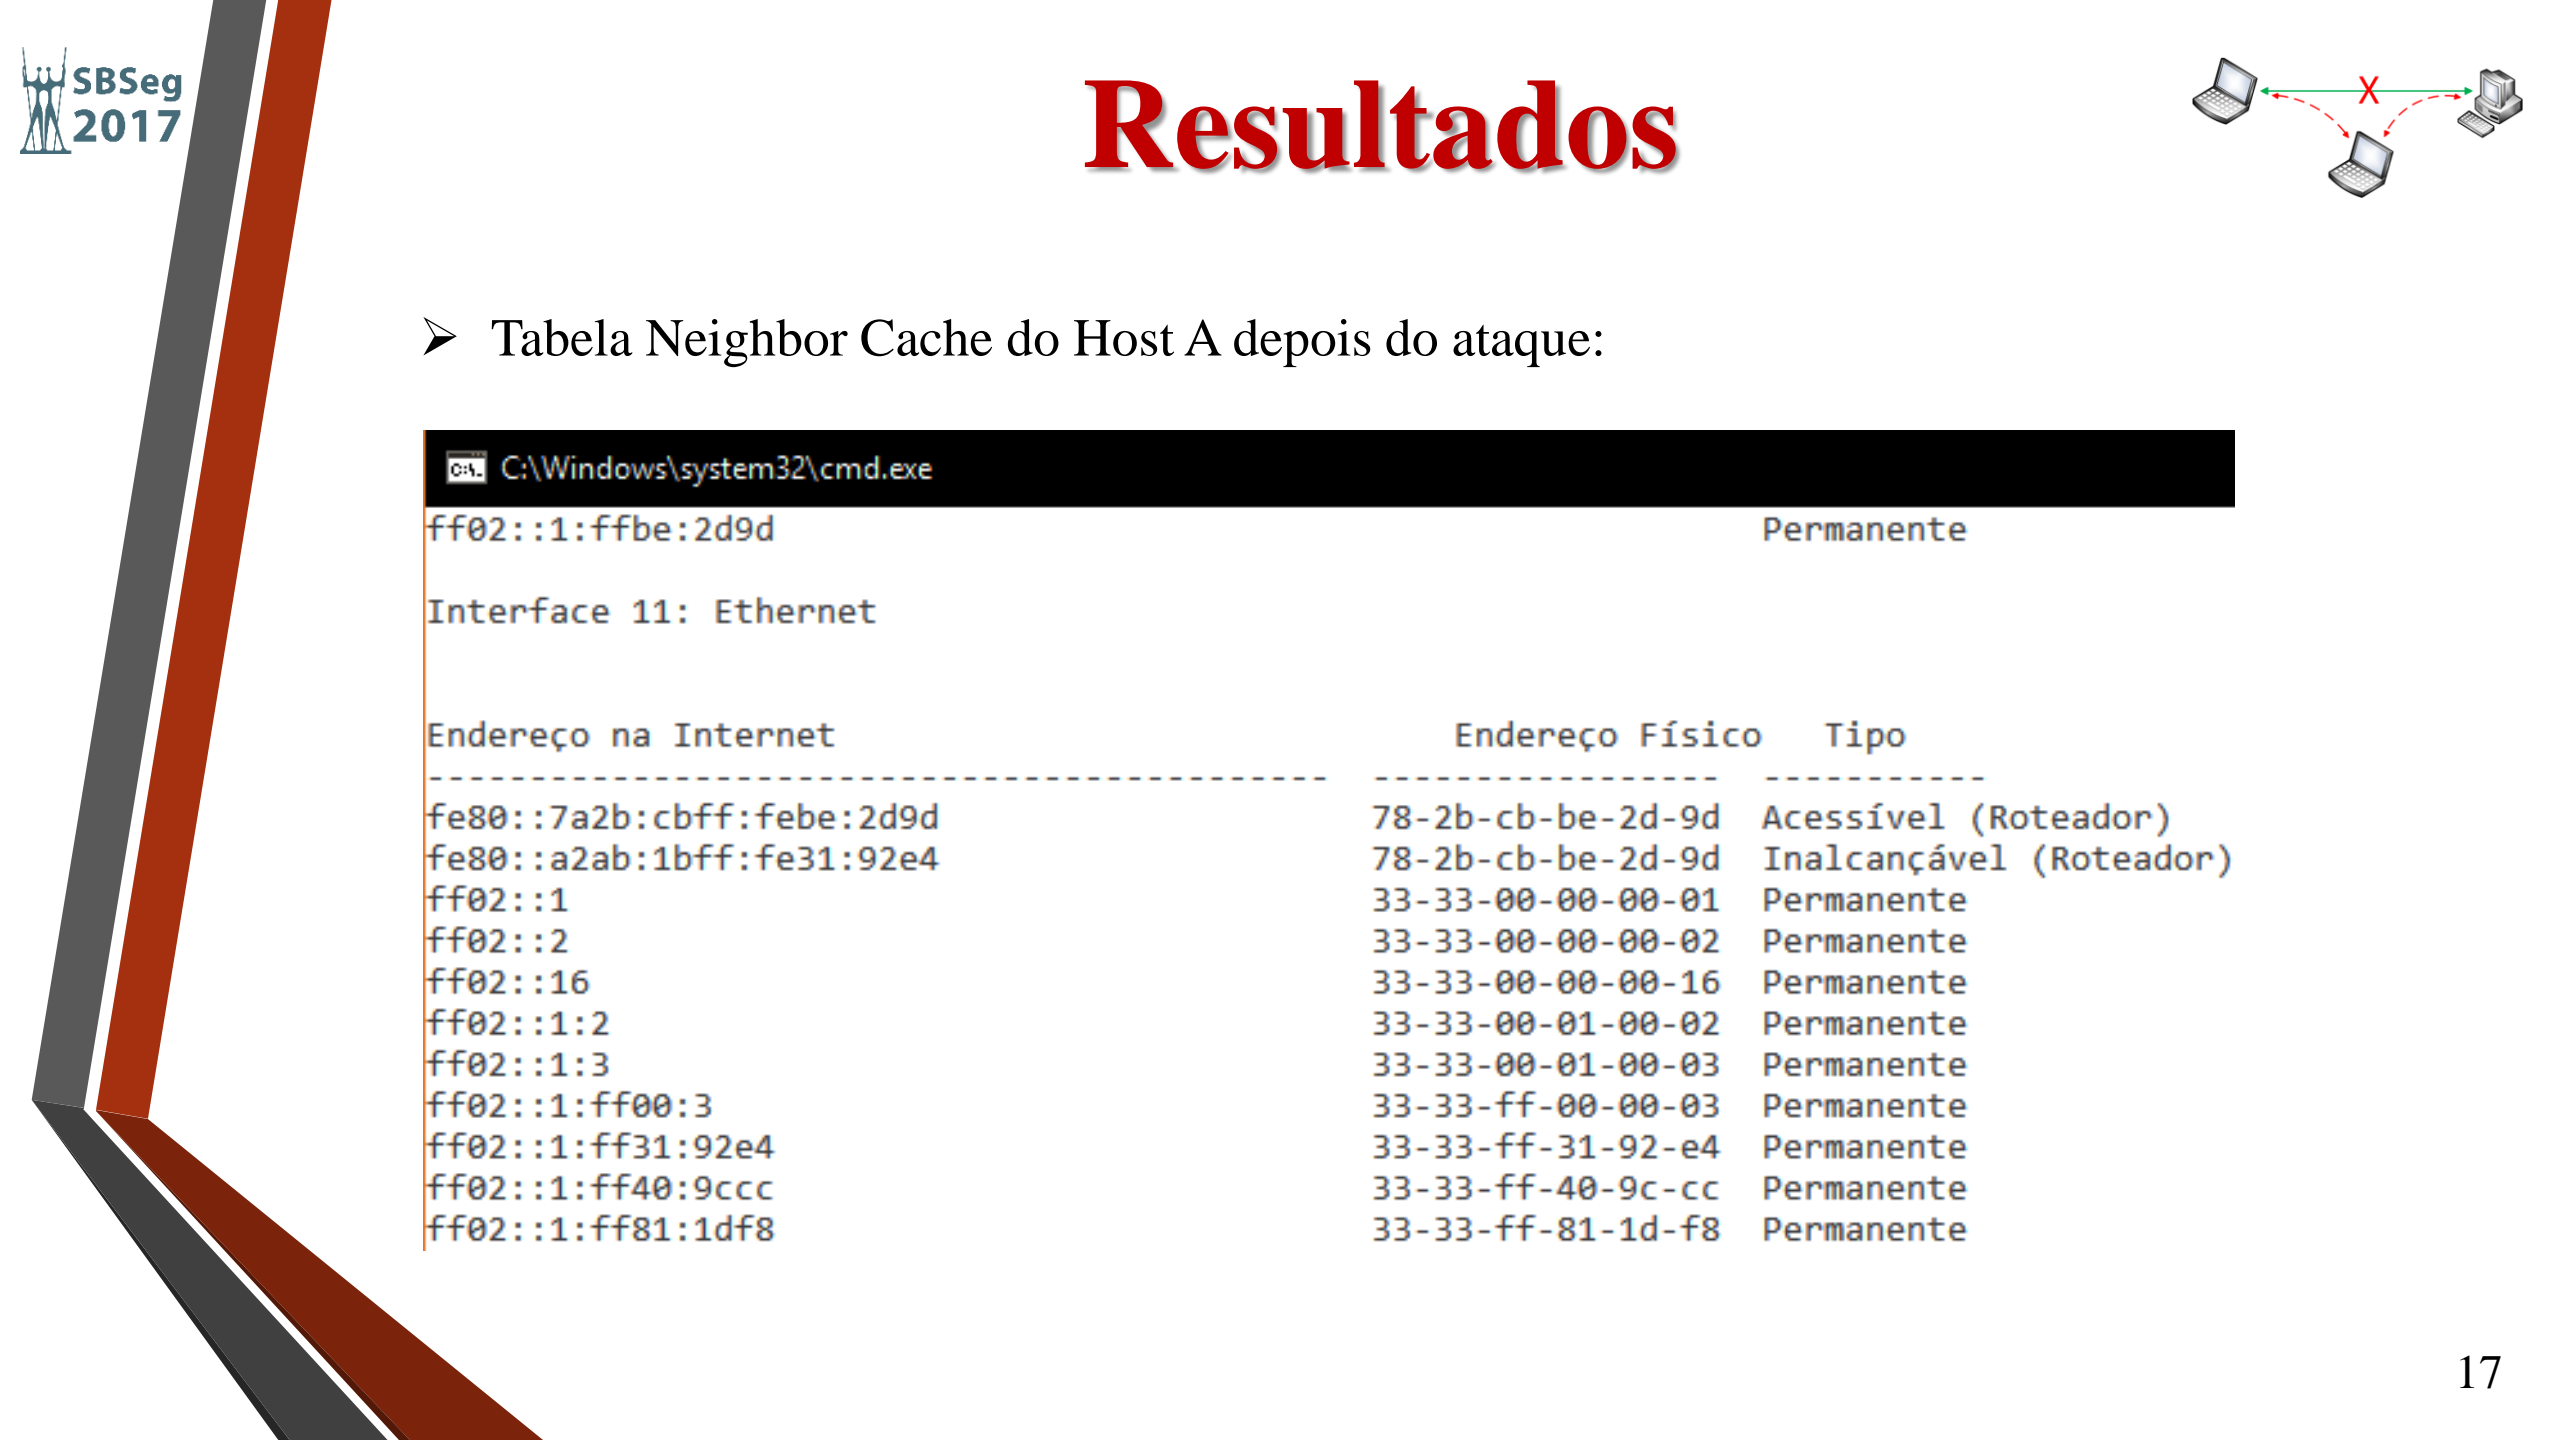 SBSeg
2017
Resultados
X
➢ Tabela Neighbor Cache do Host A depois do ataque:
C:\Windows\system32\cmd.exe
ff02::1:ffbe:2d9d Permanente
Interface 11: Ethernet
Endereço na Internet Endereço Físico Tipo
-------------------------------------------- ----------------- -----------
fe80::7a2b:cbff:febe:2d9d 78-2b-cb-be-2d-9d Acessível (Roteador)
fe80::a2ab:1bff:fe31:92e4 78-2b-cb-be-2d-9d Inalcançável (Roteador)
ff02::1 33-33-00-00-00-01 Permanente
ff02::2 33-33-00-00-00-02 Permanente
ff02::16 33-33-00-00-00-16 Permanente
ff02::1:2 33-33-00-01-00-02 Permanente
ff02::1:3 33-33-00-01-00-03 Permanente
ff02::1:ff00:3 33-33-ff-00-00-03 Permanente
ff02::1:ff31:92e4 33-33-ff-31-92-e4 Permanente
ff02::1:ff40:9ccc 33-33-ff-40-9c-cc Permanente
ff02::1:ff81:1df8 33-33-ff-81-1d-f8 Permanente
17